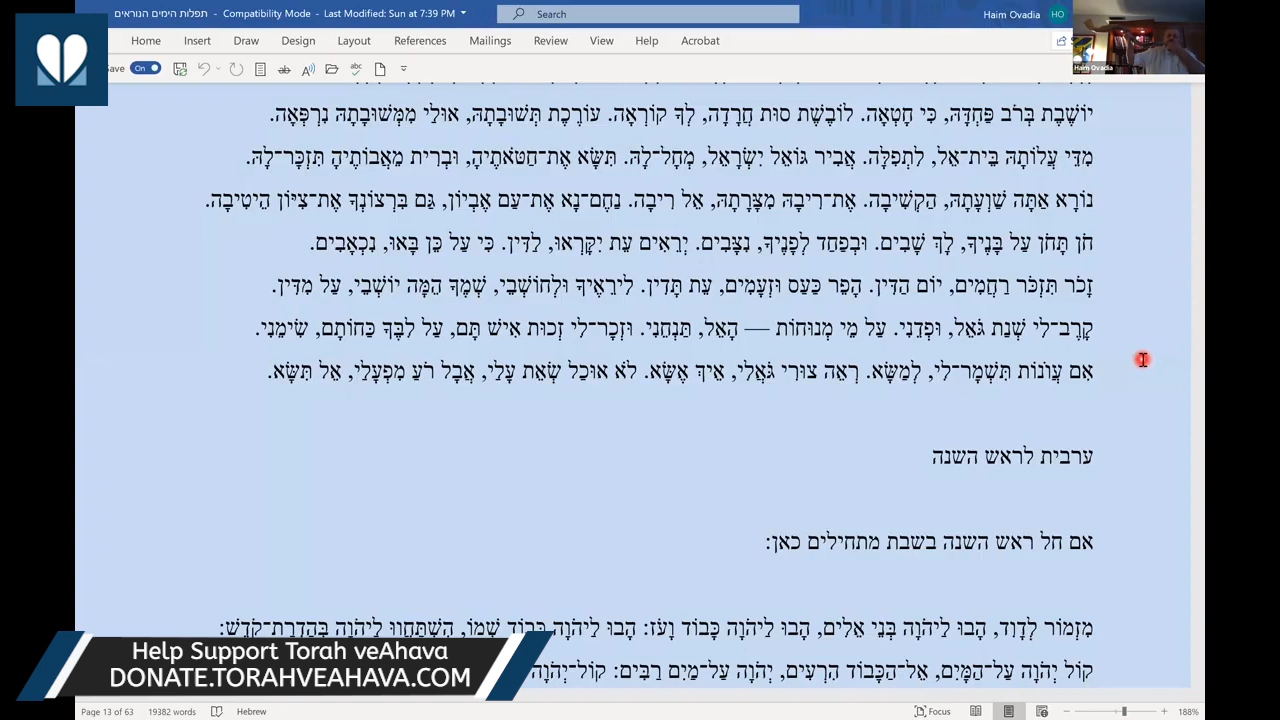 תפלות הימים הנוראים - Compatibility Mode - Last Modified: Sun at 7:39 PM
Search
Haim Ovadia HO
Home Insert Draw Design Layout References Mailings Review View Help Acrobat
Save On
Haim Ovadia
יוֹשֶׁבֶת בְּרֹב פַּחְדָּהּ, כִּי חָטְאָה. לוֹבֶשֶׁת סוּת חֲרָדָה, לְךָ קוֹרְאָה. עוֹרֶכֶת תְּשׁוּבָתָהּ, אוּלַי מִמְּשׁוּבָתָהּ נִרְפְּאָה.
מִדֵּי עֲלוֹתָהּ בֵּית־אֵל, לִתְפִלָּה. אֲבִיר גּוֹאֵל יִשְׂרָאֵל, מְחָל־לָהּ. תִּשָּׂא אֶת־חַטֹּאתֶיהָ, וּבְרִית מֵאֲבוֹתֶיהָ תִּזְכָּר־לָהּ.
נוֹרָא אַתָּה שַׁוְעָתָהּ, הַקְשִׁיבָה. אֶת־רִיבָהּ מִצָּרָתָהּ, אֵל רִיבָה. נַחֶם־נָא אֶת־עַם אֶבְיוֹן, גַּם בִּרְצוֹנְךָ אֶת־צִיּוֹן הֵיטִיבָה.
חֹן תָּחֹן עַל בָּנֶיךָ, לָךְ שָׁבִים. וּבְפַחַד לְפָנֶיךָ, נִצָּבִים. יְרֵאִים עֵת יִקָּרְאוּ, לַדִּין. כִּי עַל כֵּן בָּאוּ, נִכְאָבִים.
זָכֹר תִּזְכֹּר רַחֲמִים, יוֹם הַדִּין. הָפֵר כַּעַס וּזְעָמִים, עֵת תָּדִין. לִירֵאֶיךָ וּלְחוֹשְׁבֵי, שְׁמֶךָ הֵמָּה יוֹשְׁבֵי, עַל מִדִּין.
קָרֶב־לִי שְׁנַת גֹּאֵל, וּפְדֵנִי. עַל מֵי מְנוּחוֹת — הָאֵל, תַּנְחֵנִי. וּזְכָר־לִי זְכוּת אִישׁ תָּם, עַל לִבֶּךָ כַּחוֹתָם, שִׂימֵנִי.
אִם עֲוֹנוֹת תִּשְׁמָר־לִי, לְמַשָּׂא. רְאֵה צוּרִי גֹּאֲלִי, אֵיךְ אֶשָּׂא. לֹא אוּכַל שְׂאֵת עָלַי, אֲבָל רֹעַ מִפְעָלַי, אֵל תִּשָּׂא.
ערבית לראש השנה
אם חל ראש השנה בשבת מתחילים כאן:
מִזְמוֹר לְדָוִד, הָבוּ לַיהֹוָה בְּנֵי אֵלִים, הָבוּ לַיהֹוָה כָּבוֹד וָעֹז: הָבוּ לַיהֹוָה כְּבוֹד שְׁמוֹ, הִשְׁתַּחֲווּ לַיהֹוָה בְּהַדְרַת־קֹדֶשׁ:
קוֹל יְהֹוָה עַל־הַמָּיִם, אֵל־הַכָּבוֹד הִרְעִים, יְהֹוָה עַל־מַיִם רַבִּים: קוֹל־יְהֹוָה
Help Support Torah veAhava
DONATE.TORAHVEAHAVA.COM
Page 13 of 63 19382 words Hebrew Focus 188%